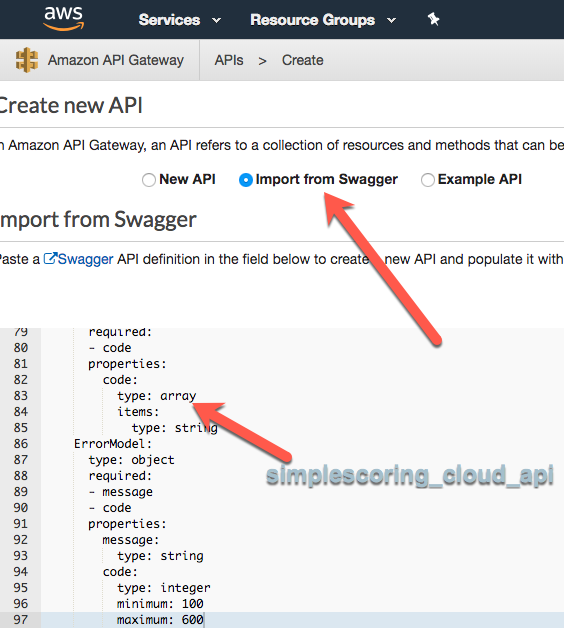 aws Services Resource Groups
Amazon API Gateway APIs > Create
Create new API
n Amazon API Gateway, an API refers to a collection of resources and methods that can be
New API Import from Swagger Example API
mport from Swagger
Paste a Swagger API definition in the field below to create new API and populate it with
79 required:
80 - code
81 properties:
82 code:
83 type: array
84 items:
85 type: string
86 ErrorModel:
87 type: object
88 required:
89 - message
90 - code
91 properties:
92 message:
93 type: string
94 code:
95 type: integer
96 minimum: 100
97 maximum: 600
simplescoring_cloud_api